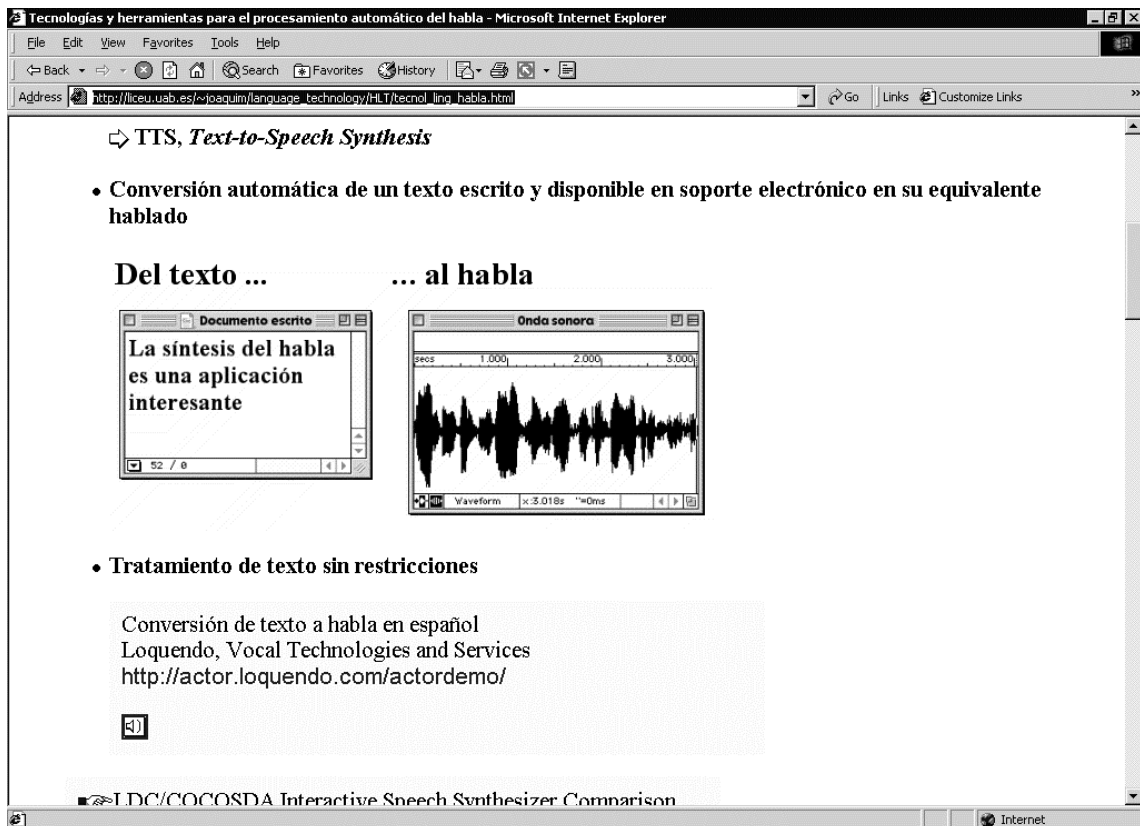 Tecnologías y herramientas para el procesamiento automático del habla - Microsoft Internet Explorer
File Edit View Favorites Tools Help
Back Search Favorites History
Address http://liceu.uab.es/~joaquim/language_technology/HLT/tecnol_ling_habla.html Go Links Customize Links »
TTS, Text-to-Speech Synthesis
• Conversión automática de un texto escrito y disponible en soporte electrónico en su equivalente
hablado
Del texto ... ... al habla
Documento escrito
La síntesis del habla
es una aplicación
interesante
52 / 0
Onda sonora
secs 1.000 2.000 3.000
Waveform x:3.018s "=0ms
• Tratamiento de texto sin restricciones
Conversión de texto a habla en español
Loquendo, Vocal Technologies and Services
http://actor.loquendo.com/actordemo/
LDC/COCOSDA Interactive Speech Synthesizer Comparison
Internet